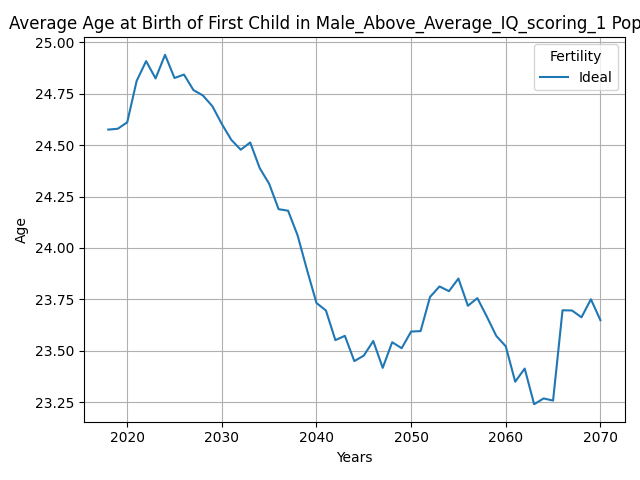 Average Age at Birth of First Child in Male_Above_Average_IQ_scoring_1 Pop
Fertility
Ideal
25.00
24.75
24.50
24.25
24.00
23.75
23.50
23.25
Age
2020 2030 2040 2050 2060 2070
Years